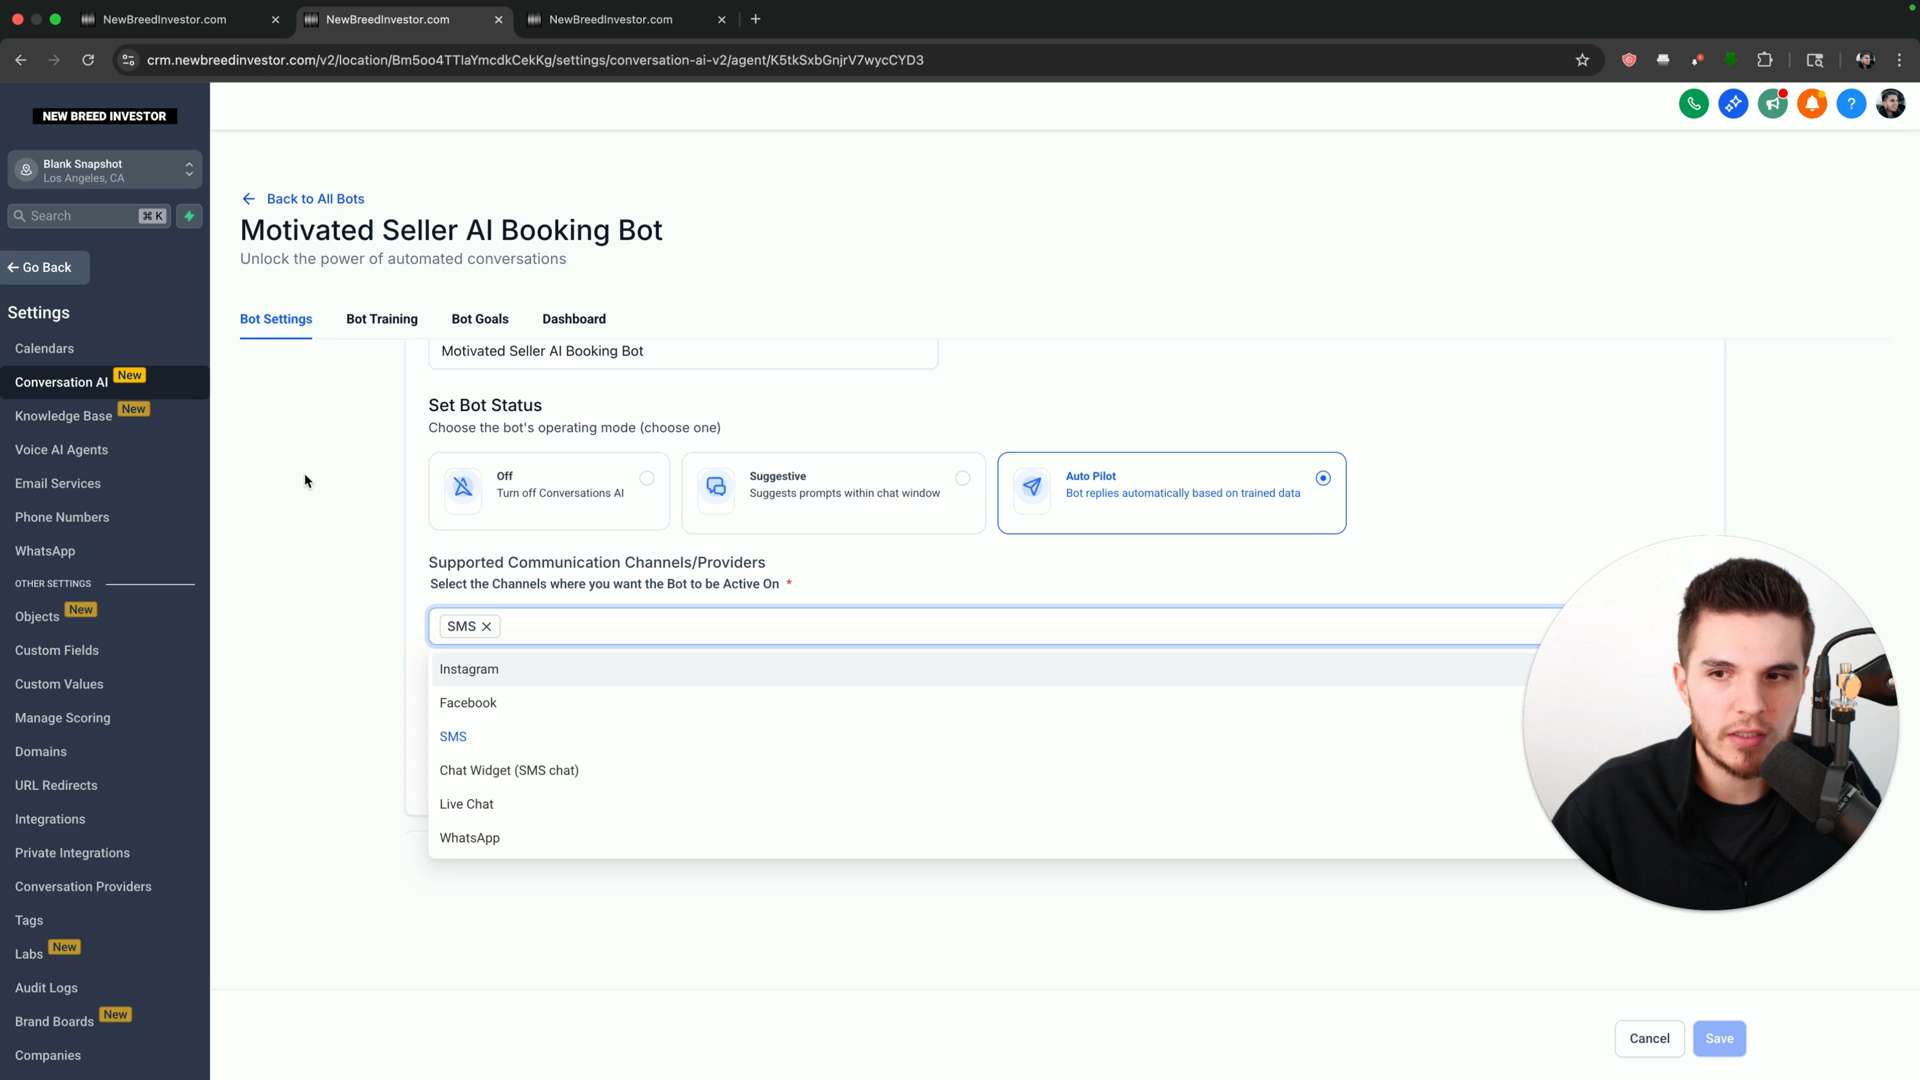 NewBreedInvestor.com
NewBreedInvestor.com
NewBreedInvestor.com
crm.newbreedinvestor.com/v2/location/Bm5oo4TTlaYmcdkCekKg/settings/conversation-ai-v2/agent/K5tkSxbGnjrV7wycCYD3
NEW BREED INVESTOR
Blank Snapshot
Los Angeles, CA
Search
⌘ K
Go Back
Settings
Calendars
Conversation AI New
Knowledge Base New
Voice AI Agents
Email Services
Phone Numbers
WhatsApp
OTHER SETTINGS
Objects New
Custom Fields
Custom Values
Manage Scoring
Domains
URL Redirects
Integrations
Private Integrations
Conversation Providers
Tags
Labs New
Audit Logs
Brand Boards New
Companies
Back to All Bots
Motivated Seller AI Booking Bot
Unlock the power of automated conversations
Bot Settings Bot Training Bot Goals Dashboard
Motivated Seller AI Booking Bot
Set Bot Status
Choose the bot's operating mode (choose one)
Off
Turn off Conversations AI
Suggestive
Suggests prompts within chat window
Auto Pilot
Bot replies automatically based on trained data
Supported Communication Channels/Providers
Select the Channels where you want the Bot to be Active On *
SMS
Instagram
Facebook
SMS
Chat Widget (SMS chat)
Live Chat
WhatsApp
Cancel Save